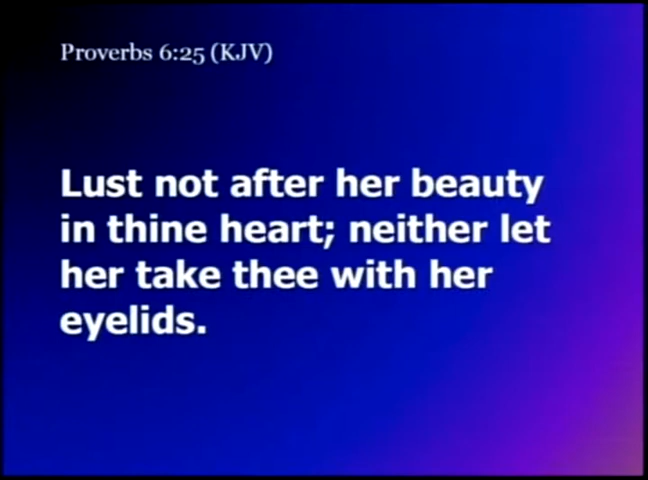 Proverbs 6:25 (KJV)
Lust not after her beauty
in thine heart; neither let
her take thee with her
eyelids.